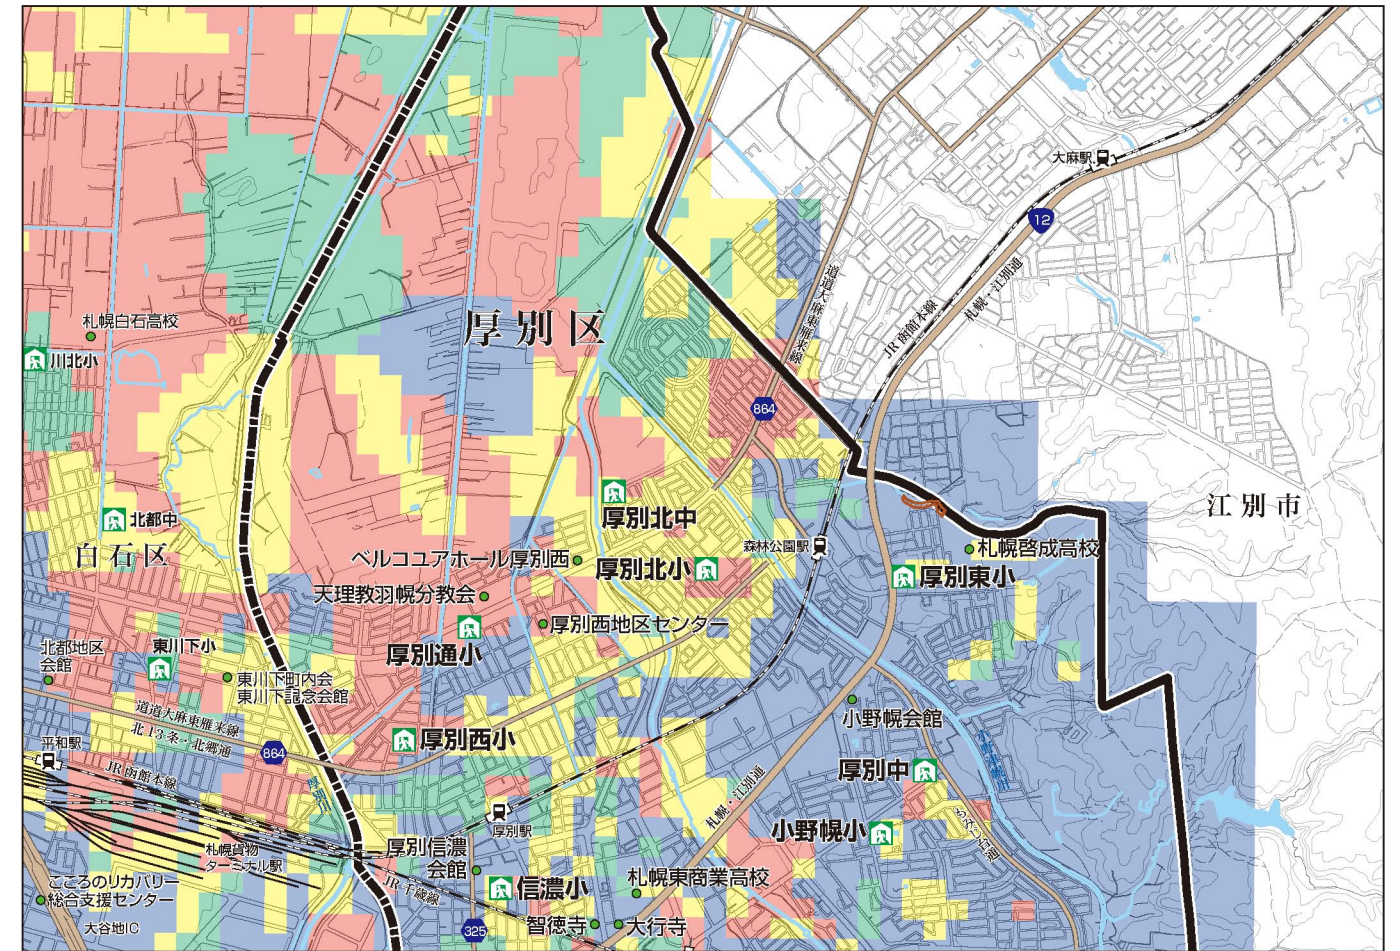 大麻駅
12
道道大麻東雁来線
JR函館本線
札幌・江別通
厚別区
札幌白石高校
川北小
864
江別市
厚別北中
北都中
白石区
森林公園駅
札幌啓成高校
ベルコユアホール厚別西
厚別北小
厚別東小
天理教羽幌分教会
厚別西地区センター
厚別通小
北都地区
会館
東川下小
東川下町内会
東川下記念会館
道道大麻東雁来線
北13条・北郷通
小野幌会館
平和駅
864
厚別西小
JR函館本線
厚別川
厚別中
札幌・江別通
もみじ台通
厚別駅
小野幌小
札幌貨物
ターミナル駅
厚別信濃
会館
JR千歳線
こころのリカバリー
総合支援センター
信濃小
札幌東商業高校
大谷地IC
325
智徳寺
大行寺